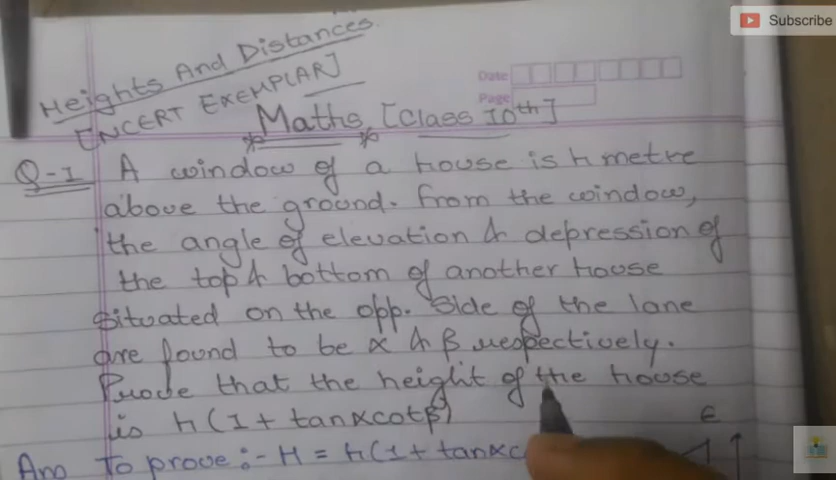 Subscribe
Heights And Distances.
[NCERT EXEMPLAR]
Date
Page
Maths [Class 10th]
Q-1 A window of a house is h metre
above the ground. From the window,
the angle of elevation & depression of
the top & bottom of another house
situated on the opp. Side of the lane
are found to be α & β respectively.
Prove that the height of the house
is h(1 + tanαcotβ)
E
Ans To prove :- H = h(1 + tanαc